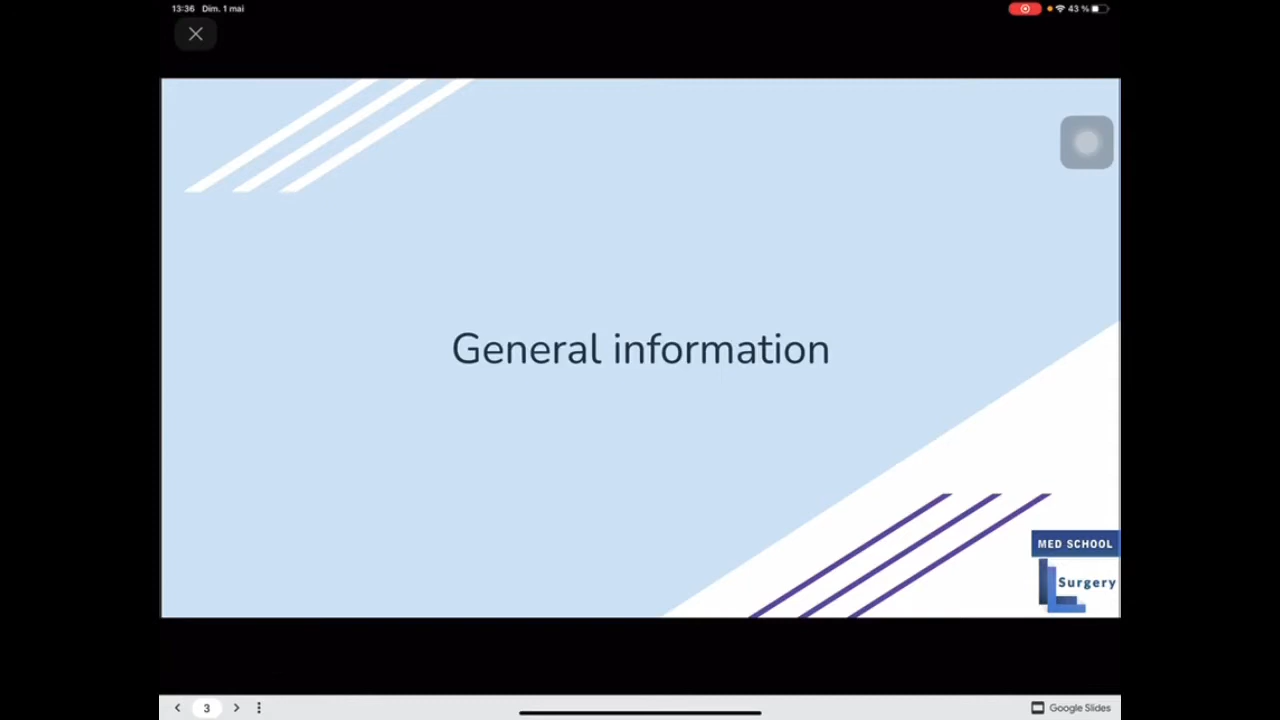 13:36 Dim. 1 mai
43 %
General information
MED SCHOOL
Surgery
3
Google Slides